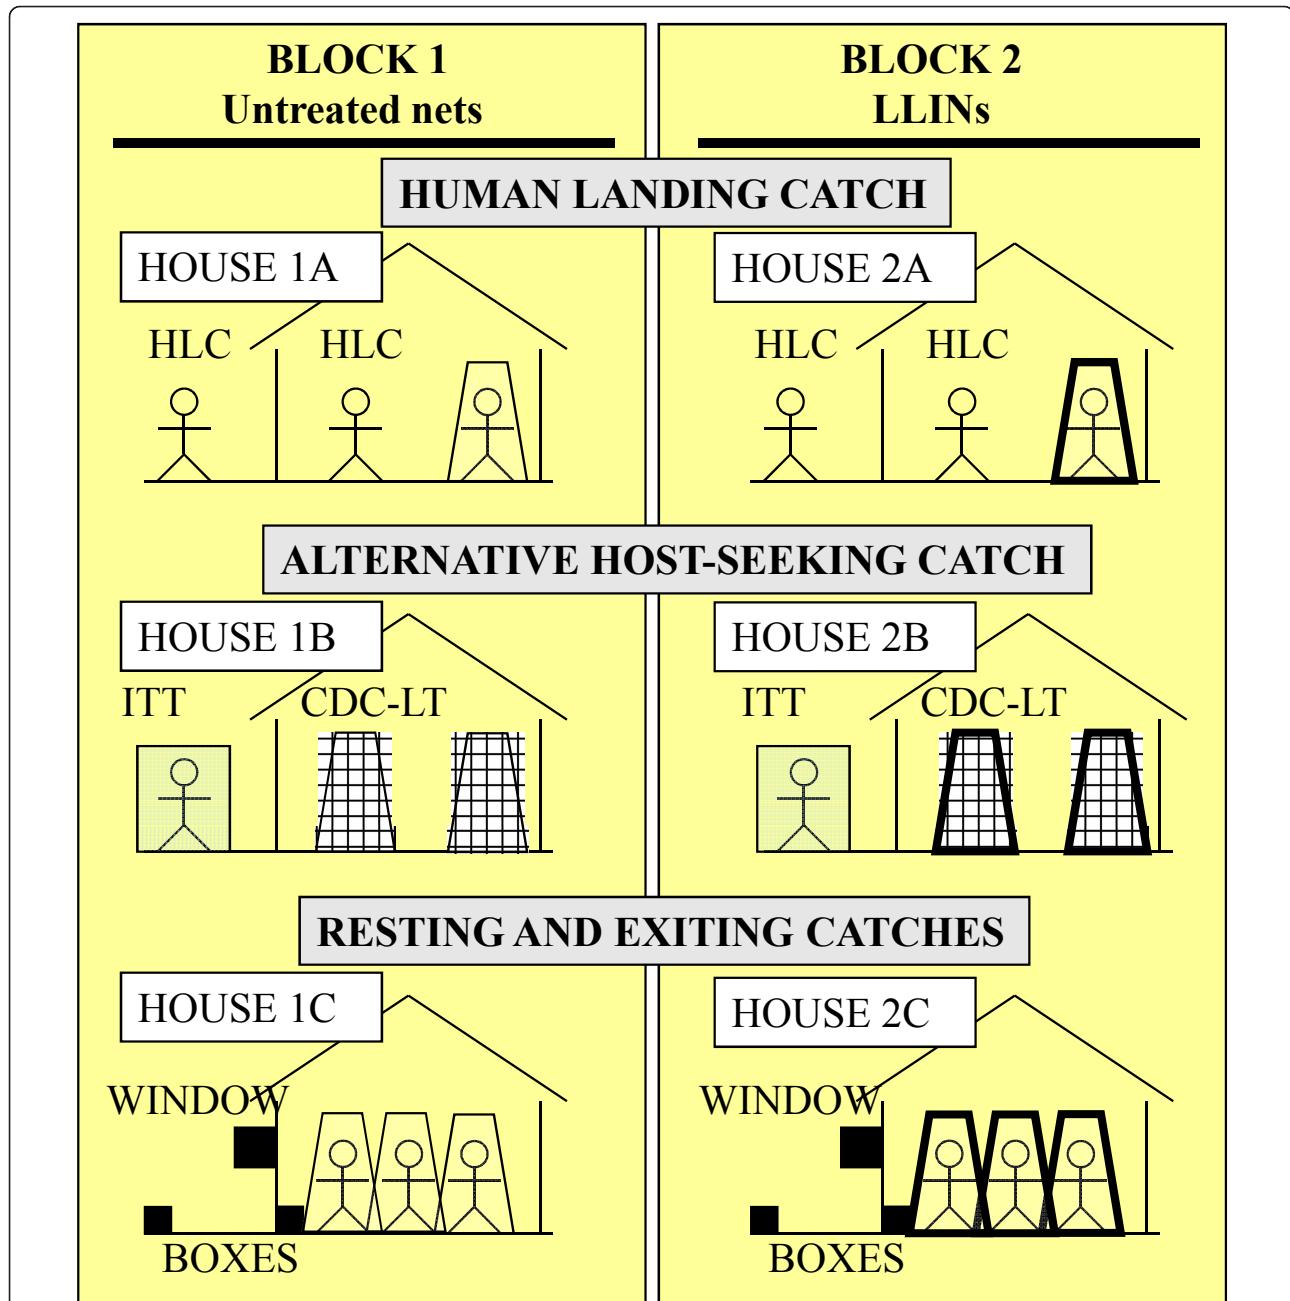 BLOCK 1
Untreated nets
BLOCK 2
LLINs
HUMAN LANDING CATCH
HOUSE 1A
HOUSE 2A
HLC HLC
HLC HLC
ALTERNATIVE HOST-SEEKING CATCH
HOUSE 1B
HOUSE 2B
ITT CDC-LT
ITT CDC-LT
RESTING AND EXITING CATCHES
HOUSE 1C
HOUSE 2C
WINDOW
WINDOW
BOXES
BOXES